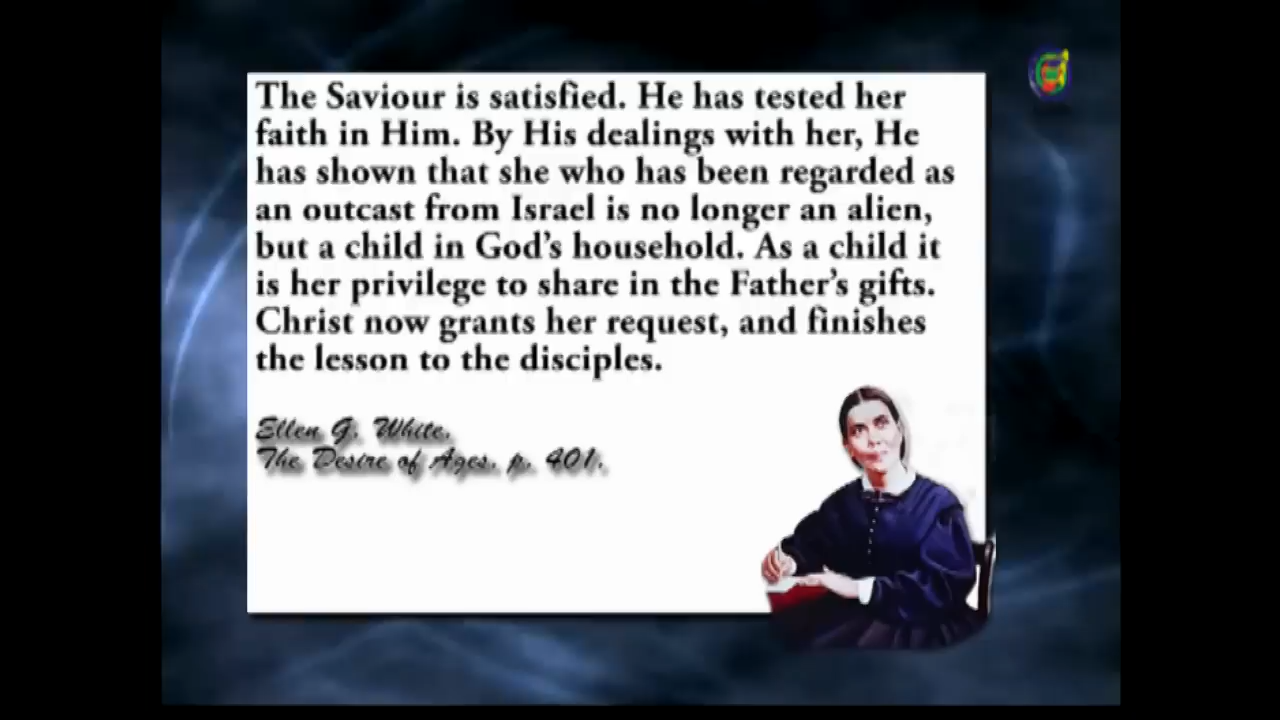 The Saviour is satisfied. He has tested her
faith in Him. By His dealings with her, He
has shown that she who has been regarded as
an outcast from Israel is no longer an alien,
but a child in God’s household. As a child it
is her privilege to share in the Father’s gifts.
Christ now grants her request, and finishes
the lesson to the disciples.
Ellen G. White,
The Desire of Ages, p. 401.